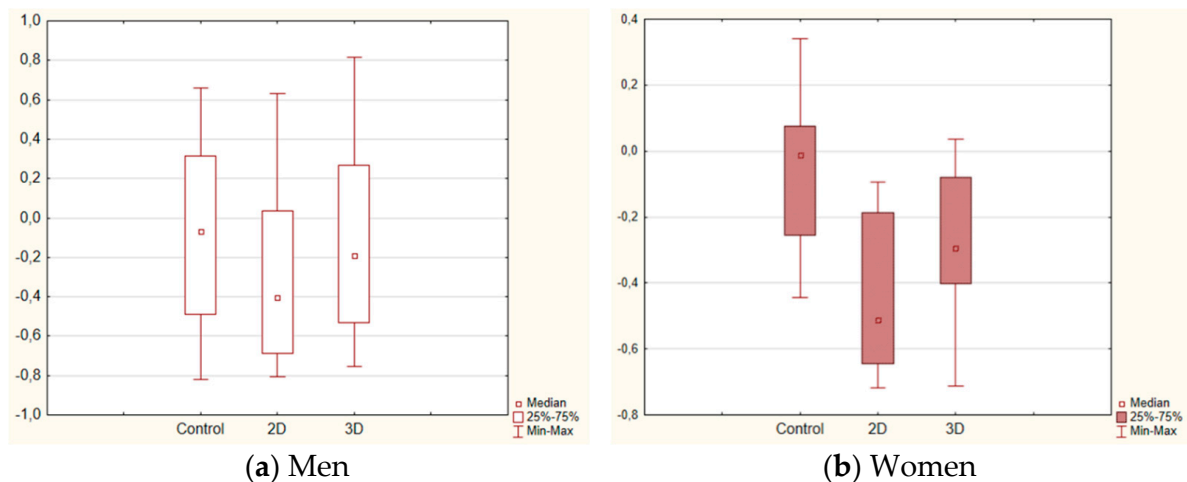 1,0
0,8
0,6
0,4
0,2
0,0
-0,2
-0,4
-0,6
-0,8
-1,0
Control 2D 3D
Median
25%-75%
Min-Max
(a) Men
0,4
0,2
0,0
-0,2
-0,4
-0,6
-0,8
Control 2D 3D
Median
25%-75%
Min-Max
(b) Women